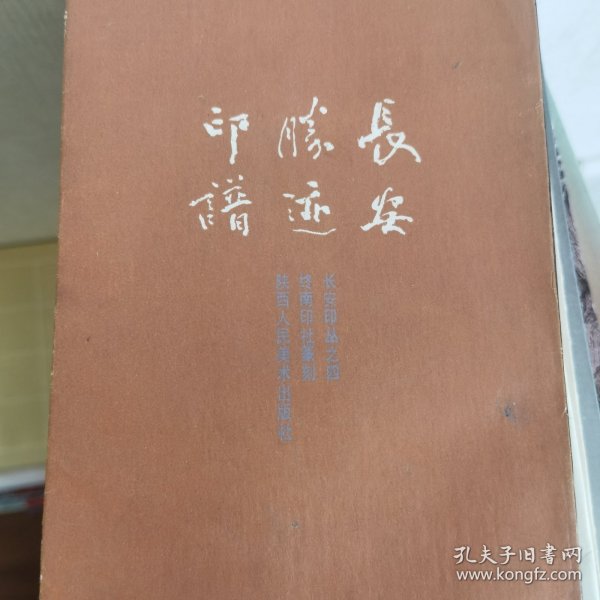 長安
勝迹
印譜
长安印丛之四
终南印社篆刻
陕西人民美术出版社
孔夫子旧書网
www.kongfz.com